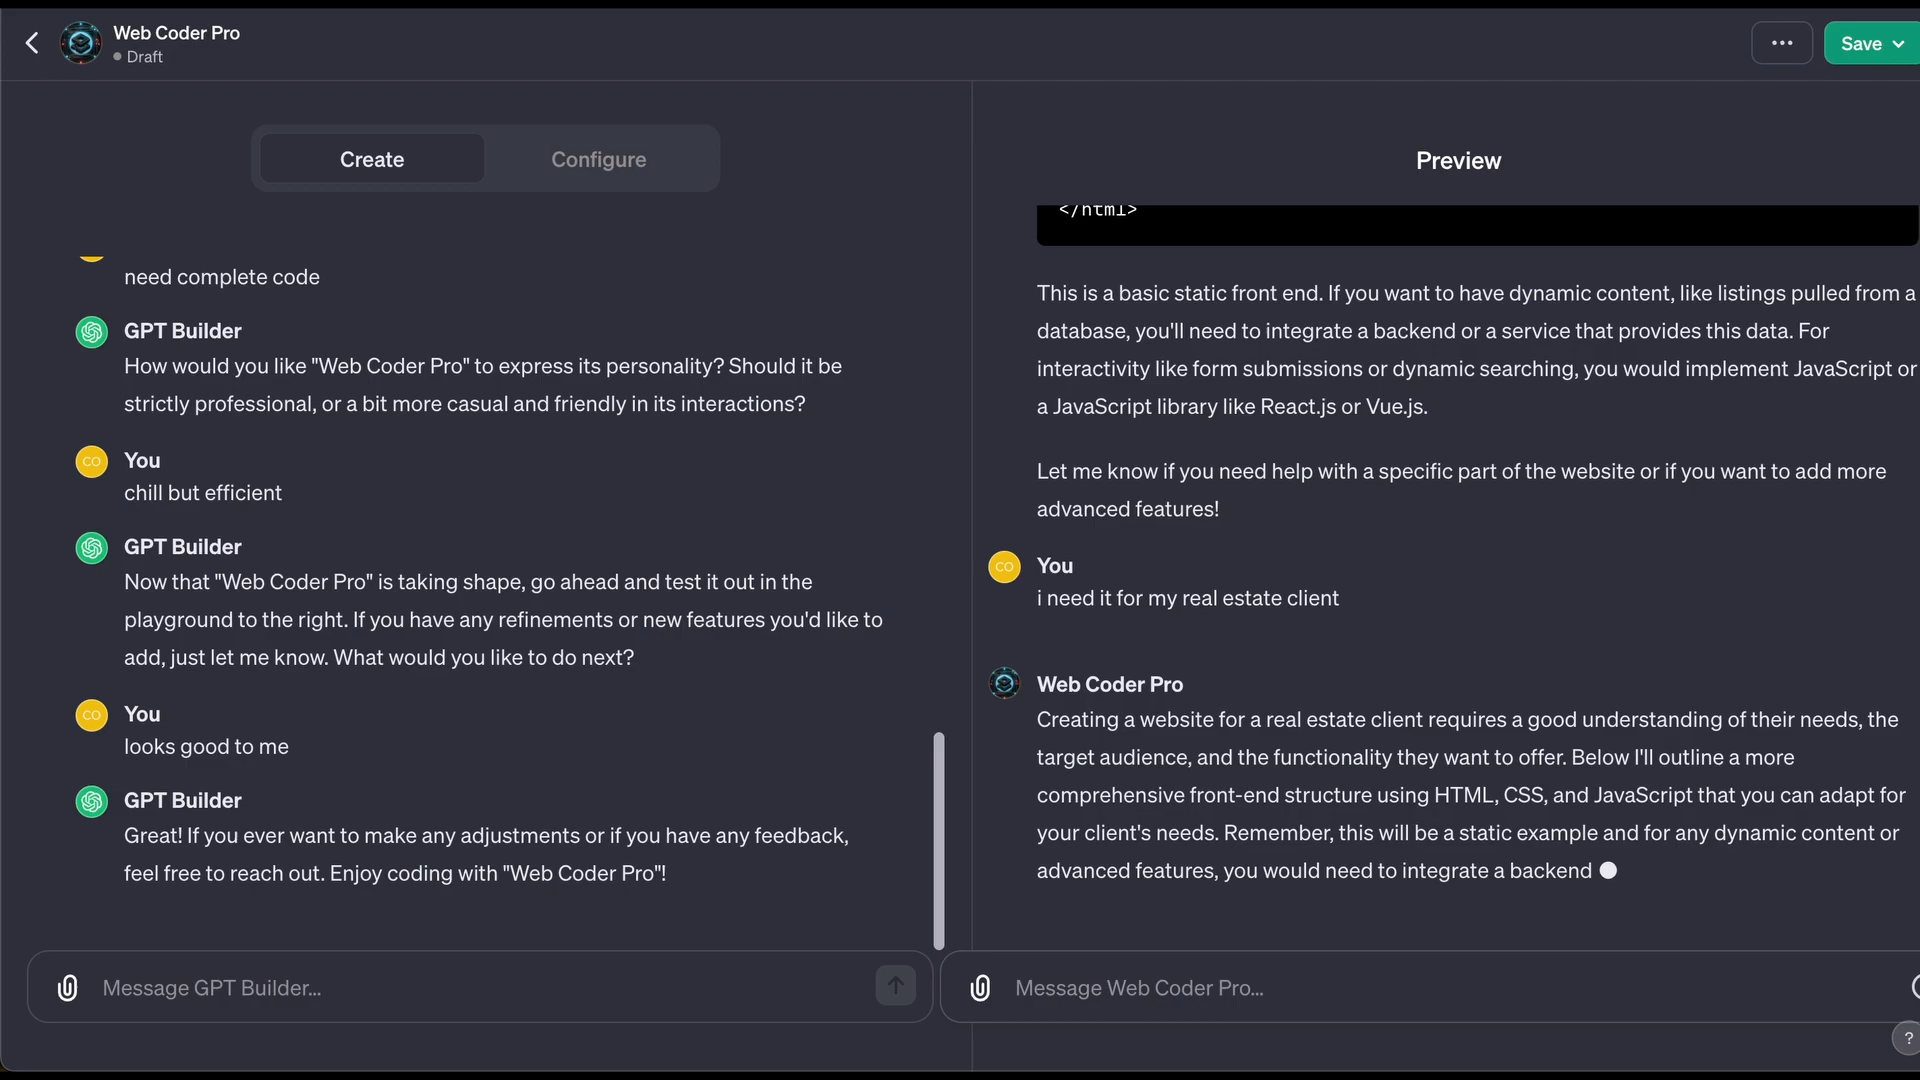 Web Coder Pro
Draft
Save
Create
Configure
Preview
need complete code
GPT Builder
How would you like "Web Coder Pro" to express its personality? Should it be
strictly professional, or a bit more casual and friendly in its interactions?
CO
You
chill but efficient
GPT Builder
Now that "Web Coder Pro" is taking shape, go ahead and test it out in the
playground to the right. If you have any refinements or new features you'd like to
add, just let me know. What would you like to do next?
CO
You
looks good to me
GPT Builder
Great! If you ever want to make any adjustments or if you have any feedback,
feel free to reach out. Enjoy coding with "Web Coder Pro"!
Message GPT Builder...
</html>
This is a basic static front end. If you want to have dynamic content, like listings pulled from a
database, you'll need to integrate a backend or a service that provides this data. For
interactivity like form submissions or dynamic searching, you would implement JavaScript or
a JavaScript library like React.js or Vue.js.
Let me know if you need help with a specific part of the website or if you want to add more
advanced features!
CO
You
i need it for my real estate client
Web Coder Pro
Creating a website for a real estate client requires a good understanding of their needs, the
target audience, and the functionality they want to offer. Below I'll outline a more
comprehensive front-end structure using HTML, CSS, and JavaScript that you can adapt for
your client's needs. Remember, this will be a static example and for any dynamic content or
advanced features, you would need to integrate a backend
Message Web Coder Pro...
?